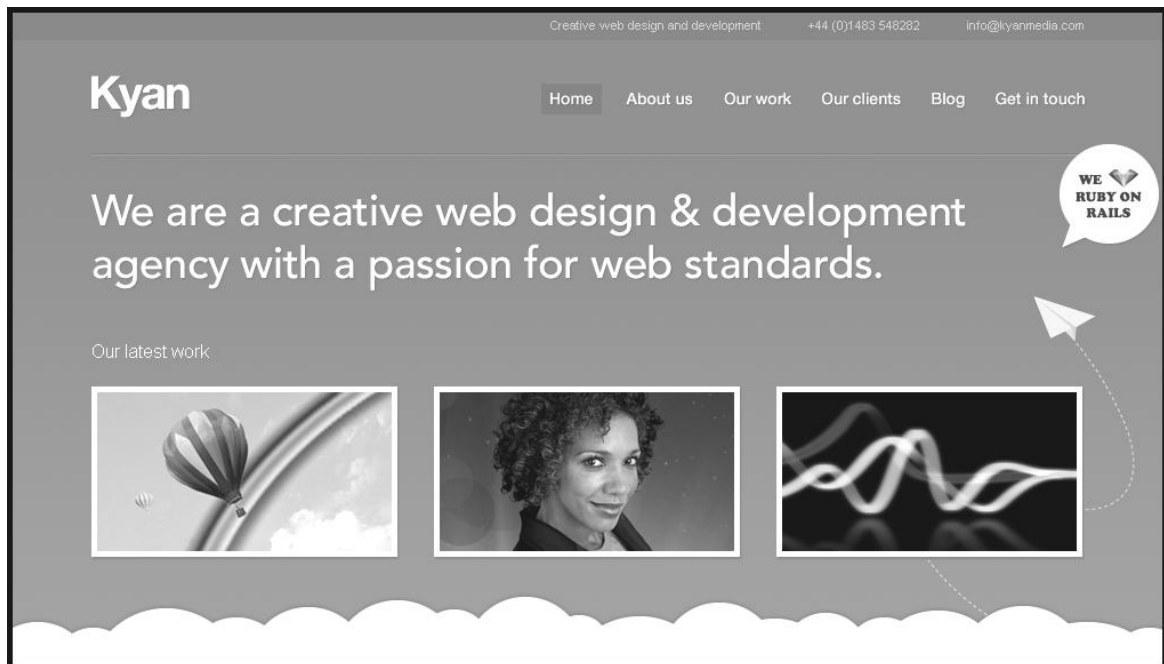 Creative web design and development +44 (0)1483 548282 info@kyanmedia.com
Kyan
Home About us Our work Our clients Blog Get in touch
WE
RUBY ON
RAILS
We are a creative web design & development
agency with a passion for web standards.
Our latest work